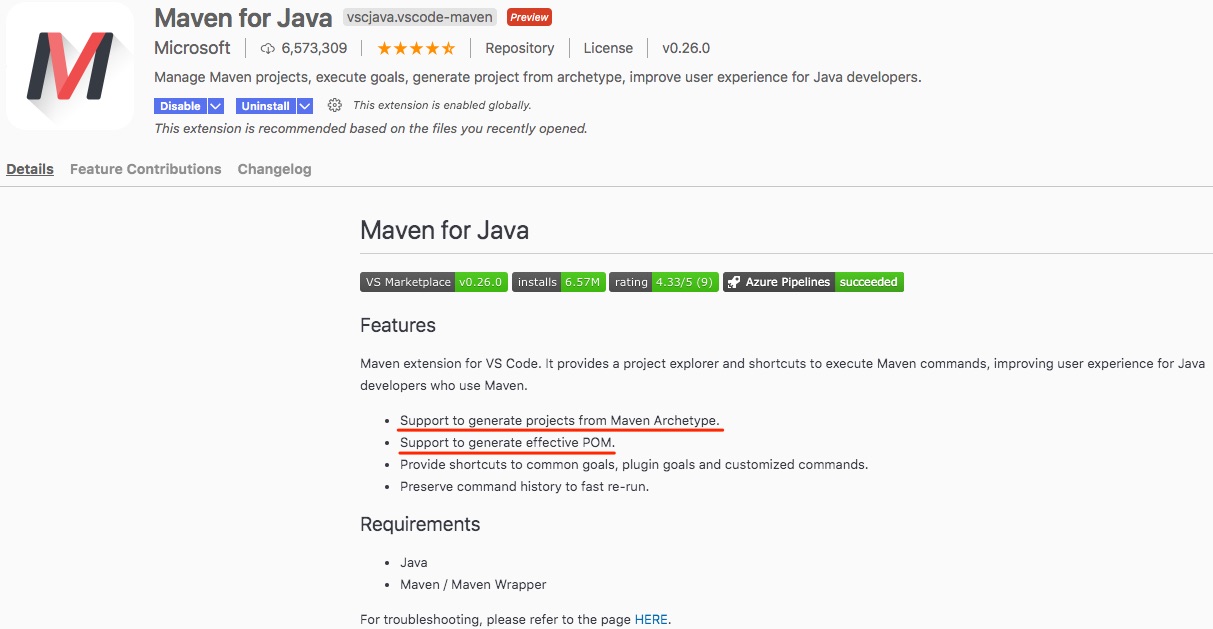 Maven for Java vscjava.vscode-maven Preview
Microsoft 6,573,309 Repository License v0.26.0
Manage Maven projects, execute goals, generate project from archetype, improve user experience for Java developers.
Disable Uninstall This extension is enabled globally.
This extension is recommended based on the files you recently opened.
Details Feature Contributions Changelog
Maven for Java
VS Marketplace v0.26.0 installs 6.57M rating 4.33/5 (9) Azure Pipelines succeeded
Features
Maven extension for VS Code. It provides a project explorer and shortcuts to execute Maven commands, improving user experience for Java
developers who use Maven.
• Support to generate projects from Maven Archetype.
• Support to generate effective POM.
• Provide shortcuts to common goals, plugin goals and customized commands.
• Preserve command history to fast re-run.
Requirements
• Java
• Maven / Maven Wrapper
For troubleshooting, please refer to the page HERE.